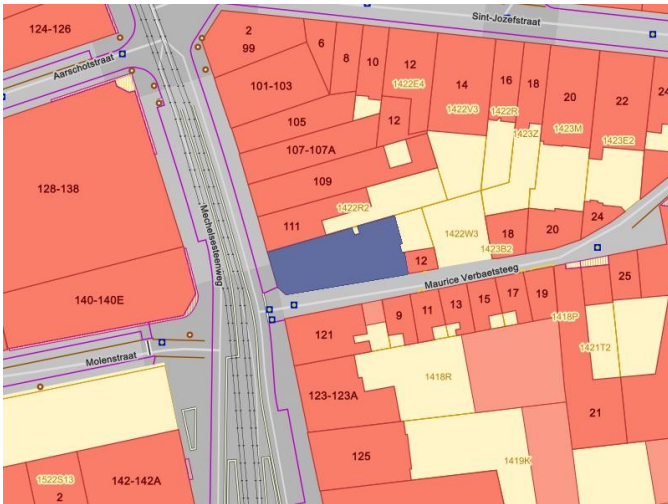 124-126
2
99
6
8
10
12
1422E4
14
1422V3
16
1422R
18
1423Z
20
1423M
22
1423E2
24
Sint-Jozefstraat
Aarschotstraat
101-103
105
12
107-107A
109
1422R2
111
128-138
Mechelsesteenweg
1422W3
18
1423B2
20
24
12
Maurice Verbaetsteeg
140-140E
121
9
11
13
15
17
19
1418P
25
1421T2
Molenstraat
123-123A
1418R
21
125
1419K
1522S13
2
142-142A